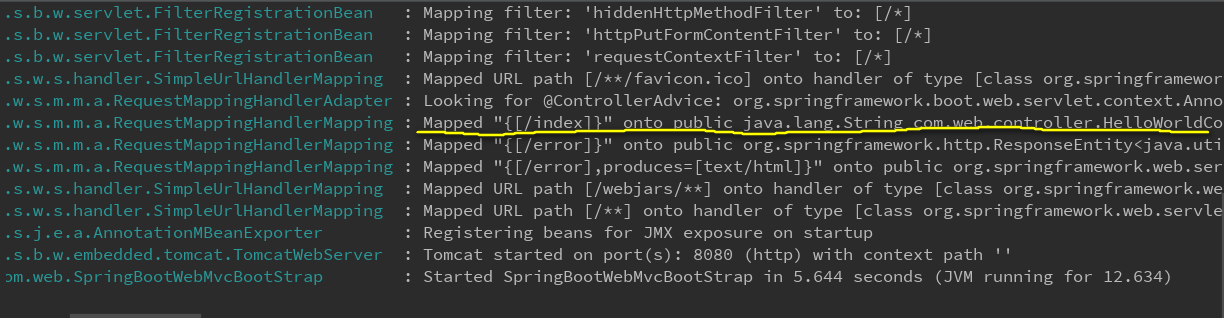 .s.b.w.servlet.FilterRegistrationBean : Mapping filter: 'hiddenHttpMethodFilter' to: [/*]
.s.b.w.servlet.FilterRegistrationBean : Mapping filter: 'httpPutFormContentFilter' to: [/*]
.s.b.w.servlet.FilterRegistrationBean : Mapping filter: 'requestContextFilter' to: [/*]
.s.w.s.handler.SimpleUrlHandlerMapping : Mapped URL path [/**/favicon.ico] onto handler of type [class org.springframewor
.w.s.m.m.a.RequestMappingHandlerAdapter : Looking for @ControllerAdvice: org.springframework.boot.web.servlet.context.Anno
.w.s.m.m.a.RequestMappingHandlerMapping : Mapped "{[/index]}" onto public java.lang.String com.web.controller.HelloWorldCo
.w.s.m.m.a.RequestMappingHandlerMapping : Mapped "{[/error]}" onto public org.springframework.http.ResponseEntity<java.uti
.w.s.m.m.a.RequestMappingHandlerMapping : Mapped "{[/error],produces=[text/html]}" onto public org.springframework.web.ser
.s.w.s.handler.SimpleUrlHandlerMapping : Mapped URL path [/webjars/**] onto handler of type [class org.springframework.we
.s.w.s.handler.SimpleUrlHandlerMapping : Mapped URL path [/**] onto handler of type [class org.springframework.web.servle
.s.j.e.a.AnnotationMBeanExporter : Registering beans for JMX exposure on startup
.s.b.w.embedded.tomcat.TomcatWebServer : Tomcat started on port(s): 8080 (http) with context path ''
om.web.SpringBootWebMvcBootStrap : Started SpringBootWebMvcBootStrap in 5.644 seconds (JVM running for 12.634)